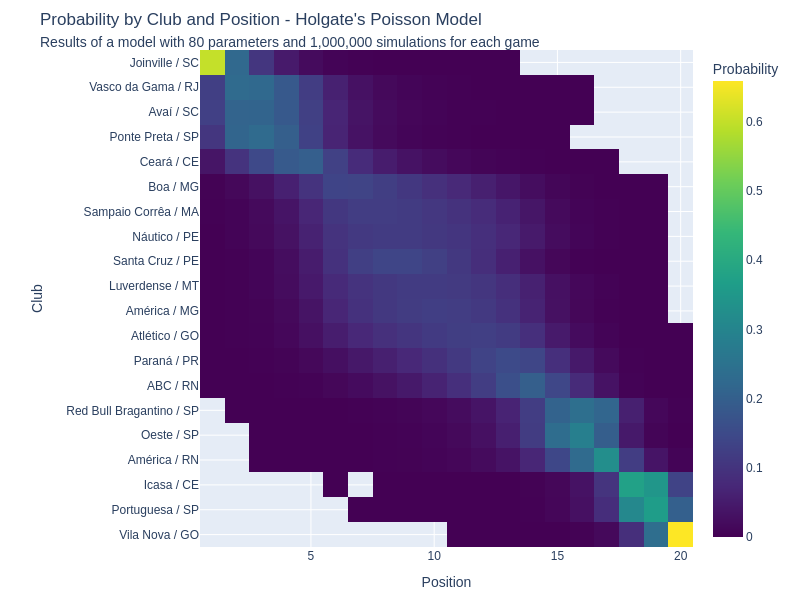 Probability by Club and Position - Holgate's Poisson Model
Results of a model with 80 parameters and 1,000,000 simulations for each game
Probability
Club
Joinville / SC
Vasco da Gama / RJ
Avaí / SC
Ponte Preta / SP
Ceará / CE
Boa / MG
Sampaio Corrêa / MA
Náutico / PE
Santa Cruz / PE
Luverdense / MT
América / MG
Atlético / GO
Paraná / PR
ABC / RN
Red Bull Bragantino / SP
Oeste / SP
América / RN
Icasa / CE
Portuguesa / SP
Vila Nova / GO
5
10
15
20
Position
0.6
0.5
0.4
0.3
0.2
0.1
0